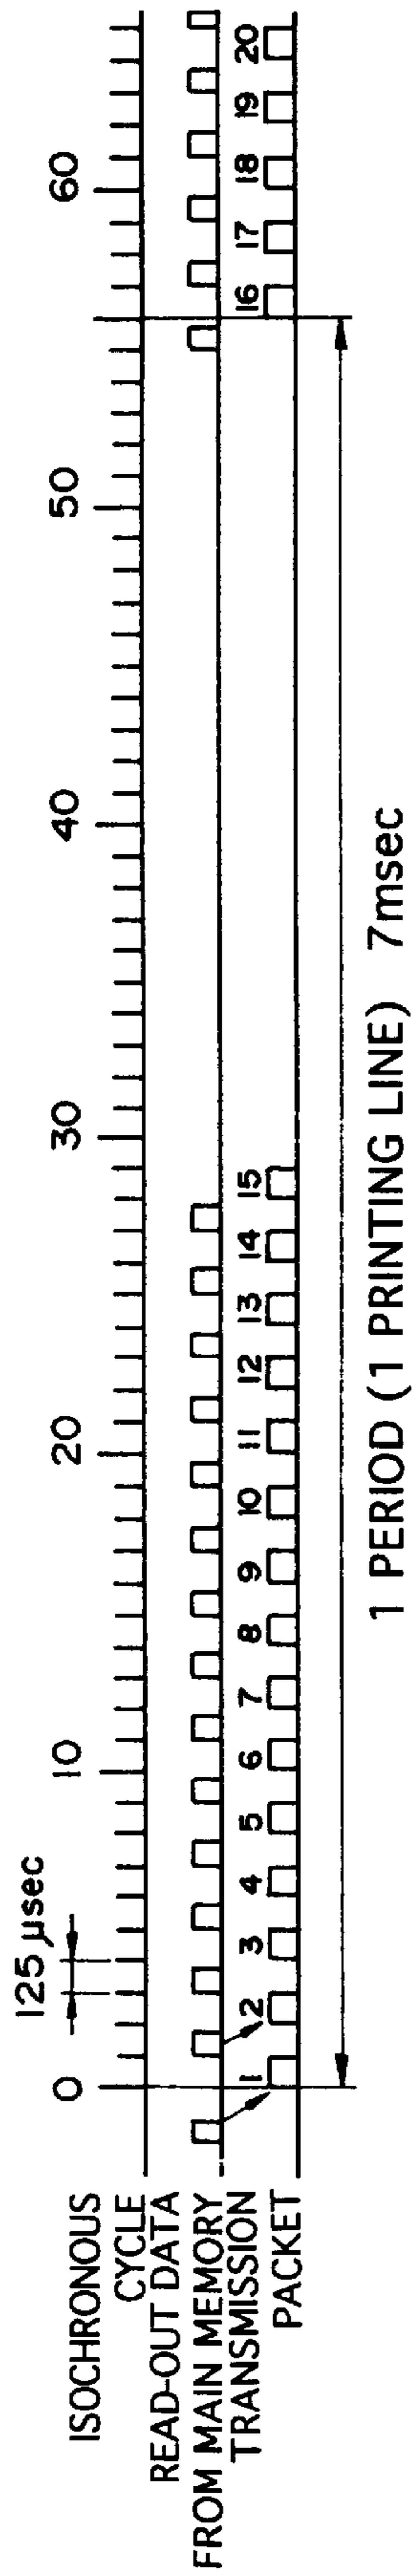 125 μsec
0 10 20 30 40 50 60
ISOCHRONOUS
CYCLE
READ-OUT DATA
FROM MAIN MEMORY
TRANSMISSION
PACKET
1 2 3 4 5 6 7 8 9 10 11 12 13 14 15 16 17 18 19 20
1 PERIOD (1 PRINTING LINE) 7msec